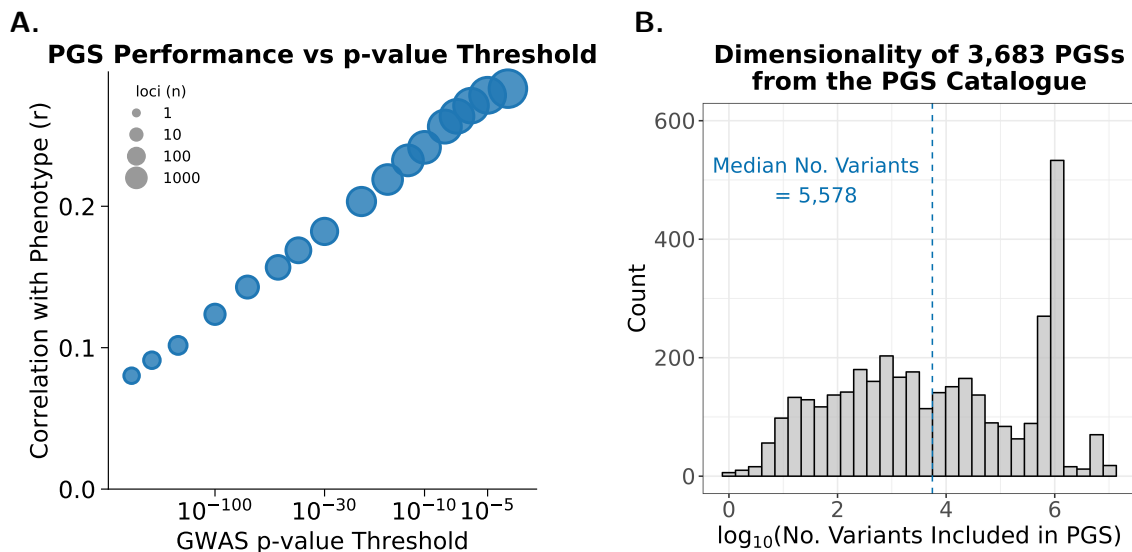 A.
PGS Performance vs p-value Threshold
loci (n)
1
10
100
1000
Correlation with Phenotype (r)
0.2
0.1
0.0
10⁻¹⁰⁰
10⁻³⁰
10⁻¹⁰
10⁻⁵
GWAS p-value Threshold
B.
Dimensionality of 3,683 PGSs
from the PGS Catalogue
Median No. Variants
= 5,578
Count
600
400
200
0
0
2
4
6
log₁₀(No. Variants Included in PGS)